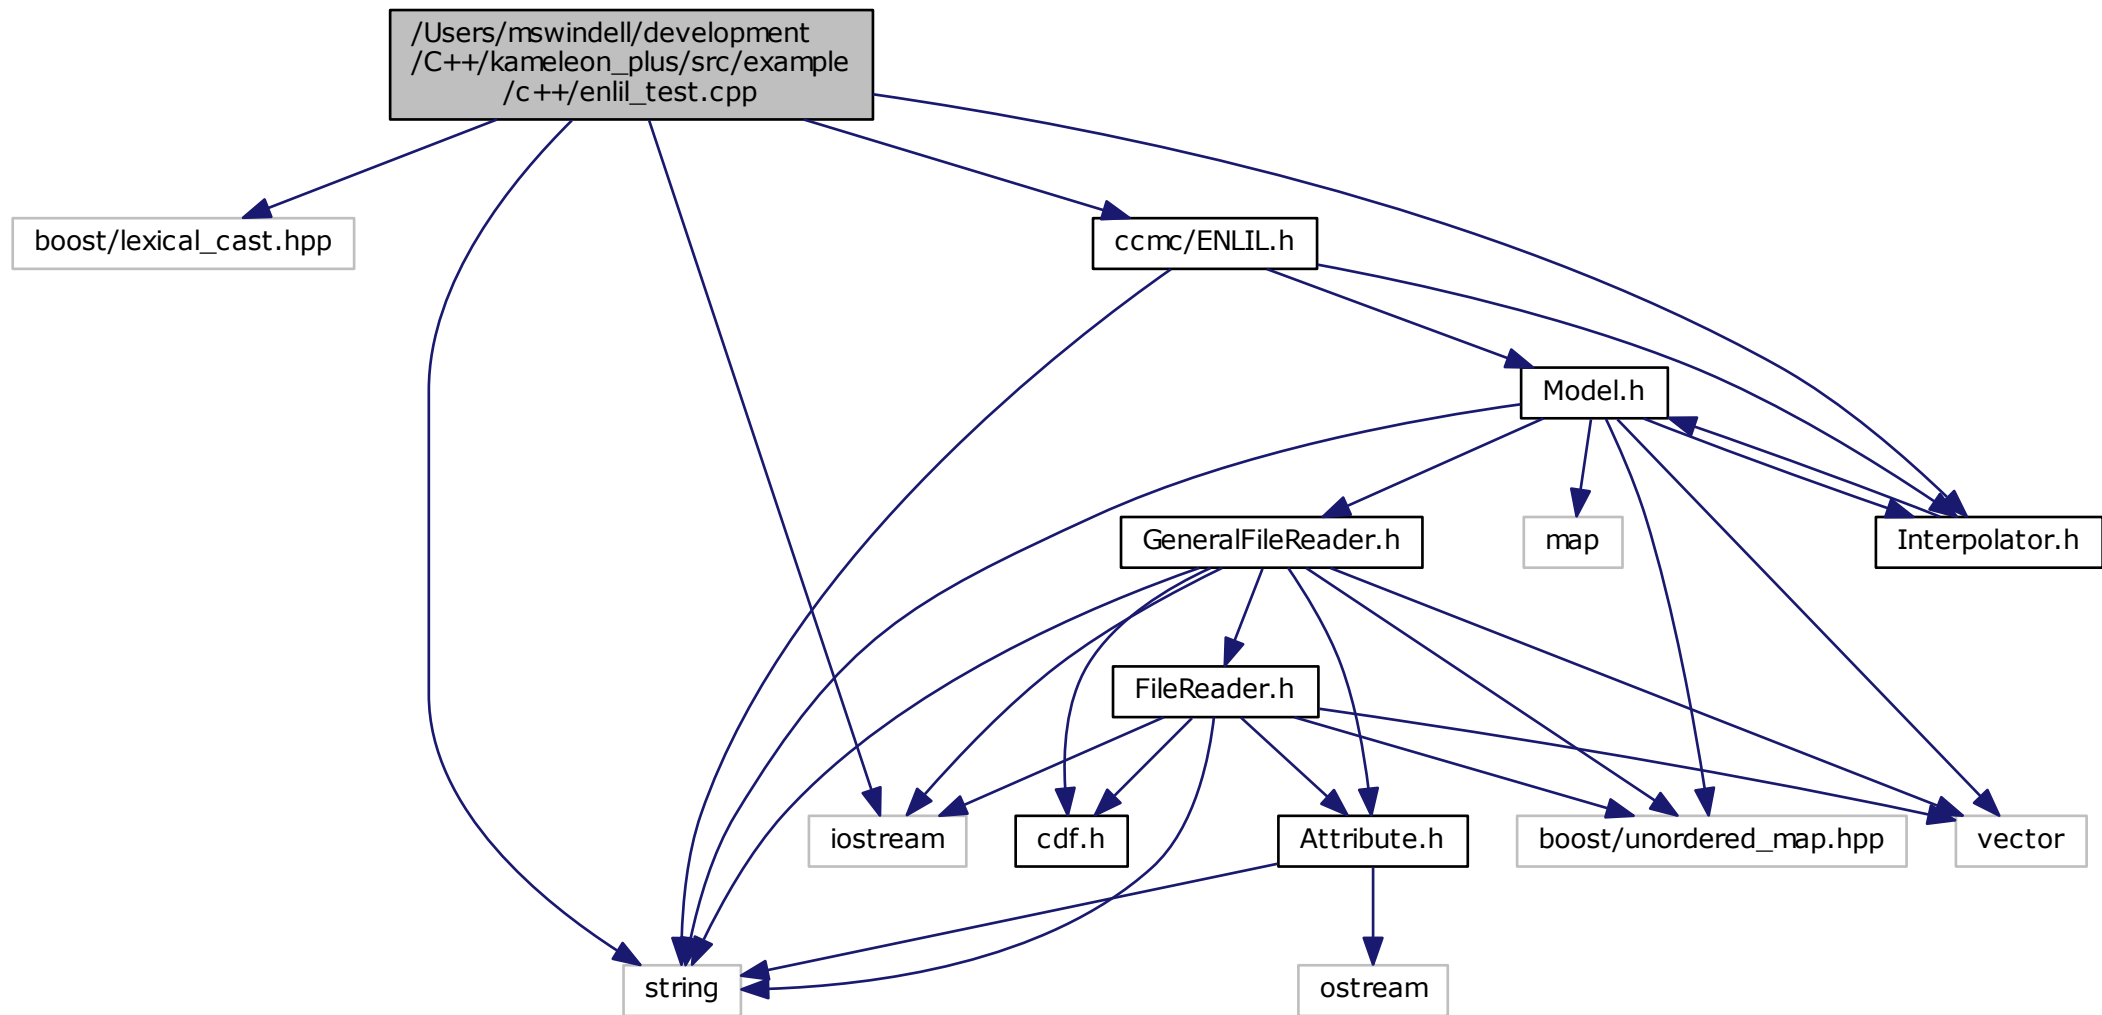 /Users/mswindell/development
/C++/kameleon_plus/src/example
/c++/enlil_test.cpp
boost/lexical_cast.hpp
ccmc/ENLIL.h
Model.h
GeneralFileReader.h
map
Interpolator.h
FileReader.h
iostream
cdf.h
Attribute.h
boost/unordered_map.hpp
vector
string
ostream